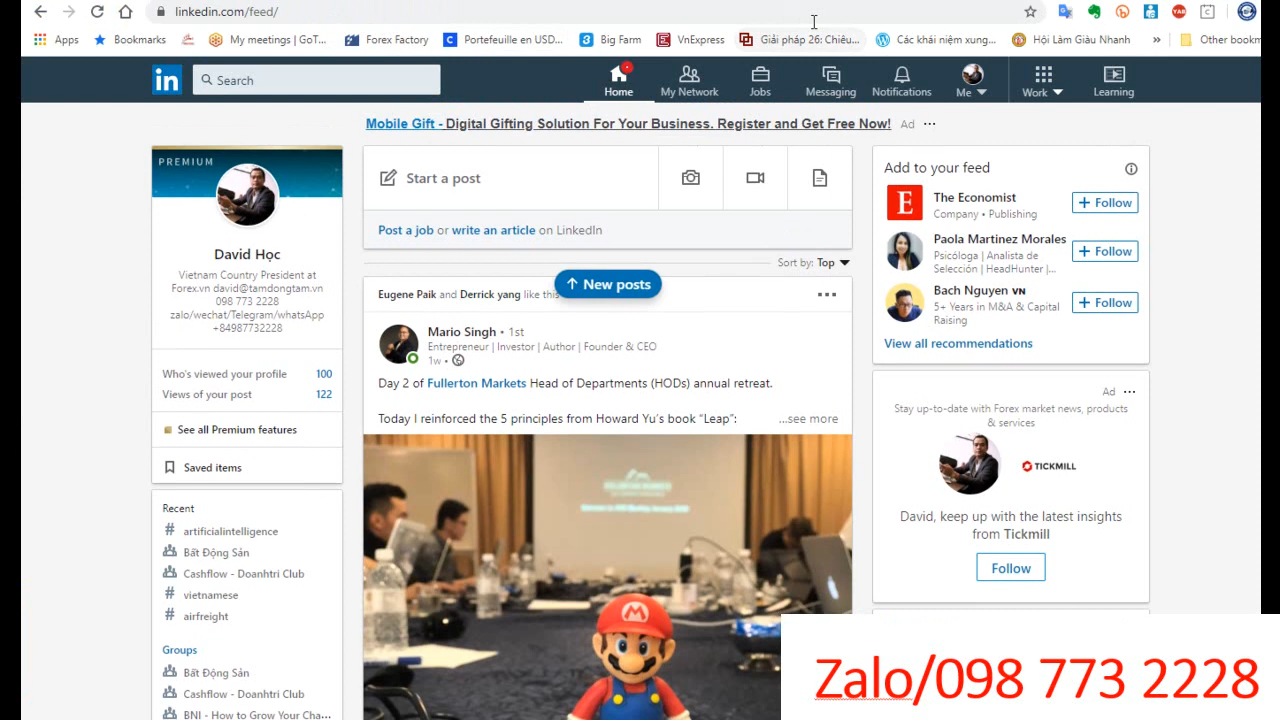 linkedin.com/feed/
Apps
Bookmarks
My meetings | GoT...
Forex Factory
Portefeuille en USD...
Big Farm
VnExpress
Giải pháp 26: Chiêu...
Các khái niệm xung...
Hội Làm Giàu Nhanh
»
Other bookm
in
Search
Home
My Network
Jobs
Messaging
Notifications
Me
Work
Learning
Mobile Gift - Digital Gifting Solution For Your Business. Register and Get Free Now! Ad ...
PREMIUM
David Học
Vietnam Country President at
Forex.vn david@tamdongtam.vn
098 773 2228
zalo/wechat/Telegram/whatsApp
+84987732228
Who's viewed your profile 100
Views of your post 122
See all Premium features
Saved items
Recent
# artificialintelligence
Bất Động Sản
Cashflow - Doanhtri Club
# vietnamese
# airfreight
Groups
Bất Động Sản
Cashflow - Doanhtri Club
BNI - How to Grow Your Cha...
Start a post
Post a job or write an article on LinkedIn
Sort by: Top
↑ New posts
Eugene Paik and Derrick yang like this
Mario Singh • 1st
Entrepreneur | Investor | Author | Founder & CEO
1w •
Day 2 of Fullerton Markets Head of Departments (HODs) annual retreat.
Today I reinforced the 5 principles from Howard Yu's book “Leap”: ...see more
M
Add to your feed
E
The Economist
Company • Publishing
+ Follow
Paola Martinez Morales
Psicóloga | Analista de
Selección | HeadHunter |...
+ Follow
Bach Nguyen VN
5+ Years in M&A & Capital
Raising
+ Follow
View all recommendations
Ad ...
Stay up-to-date with Forex market news, products
& services
TICKMILL
David, keep up with the latest insights
from Tickmill
Follow
Zalo/098 773 2228